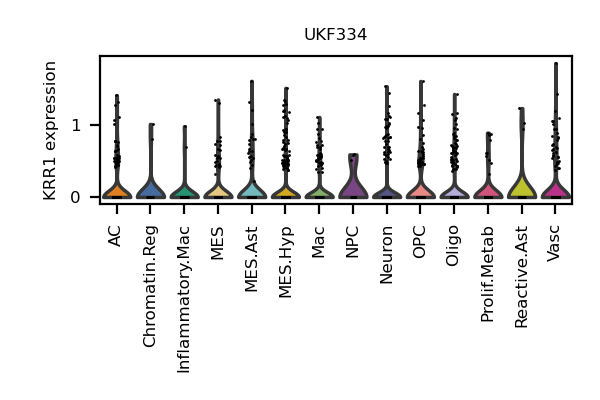 UKF334
KRR1 expression
1
0
AC
Chromatin.Reg
Inflammatory.Mac
MES
MES.Ast
MES.Hyp
Mac
NPC
Neuron
OPC
Oligo
Prolif.Metab
Reactive.Ast
Vasc